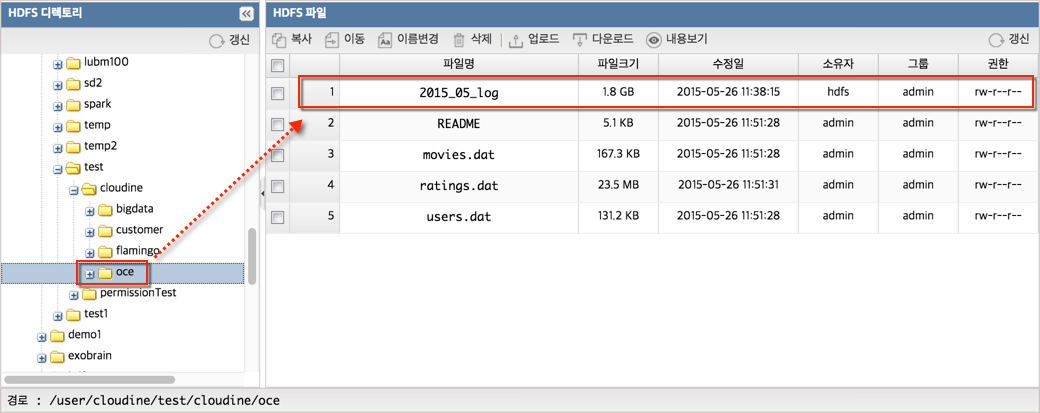 HDFS 디렉토리
갱신
lubm100
sd2
spark
temp
temp2
test
cloudine
bigdata
customer
flamingo
oce
permissionTest
test1
demo1
exobrain
HDFS 파일
복사 이동 이름변경 삭제 업로드 다운로드 내용보기 갱신
파일명 파일크기 수정일 소유자 그룹 권한
1 2015_05_log 1.8 GB 2015-05-26 11:38:15 hdfs admin rw-r--r--
2 README 5.1 KB 2015-05-26 11:51:28 admin admin rw-r--r--
3 movies.dat 167.3 KB 2015-05-26 11:51:28 admin admin rw-r--r--
4 ratings.dat 23.5 MB 2015-05-26 11:51:31 admin admin rw-r--r--
5 users.dat 131.2 KB 2015-05-26 11:51:28 admin admin rw-r--r--
경로 : /user/cloudine/test/cloudine/oce